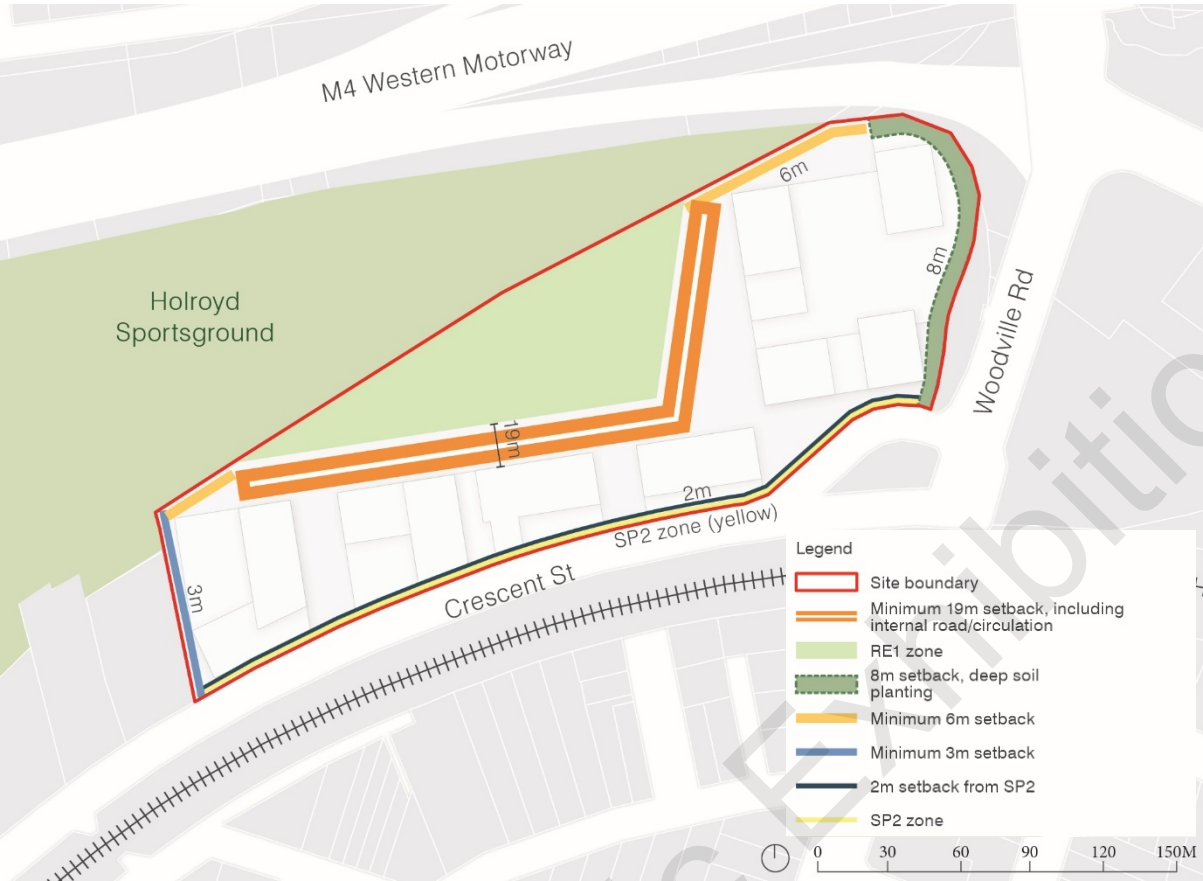 M4 Western Motorway
6m
Holroyd
Sportsground
8m
Woodville Rd
19m
2m
SP2 zone (yellow)
3m
Crescent St
Legend
Site boundary
Minimum 19m setback, including
internal road/circulation
RE1 zone
8m setback, deep soil
planting
Minimum 6m setback
Minimum 3m setback
2m setback from SP2
SP2 zone
0 30 60 90 120 150M
Exhibition